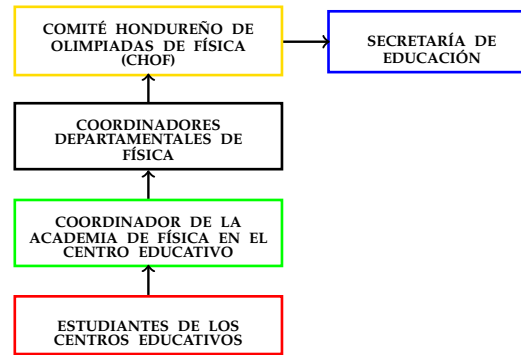 COMITÉ HONDUREÑO DE
OLIMPIADAS DE FÍSICA
(CHOF)
SECRETARÍA DE
EDUCACIÓN
COORDINADORES
DEPARTAMENTALES DE
FÍSICA
COORDINADOR DE LA
ACADEMIA DE FÍSICA EN EL
CENTRO EDUCATIVO
ESTUDIANTES DE LOS
CENTROS EDUCATIVOS